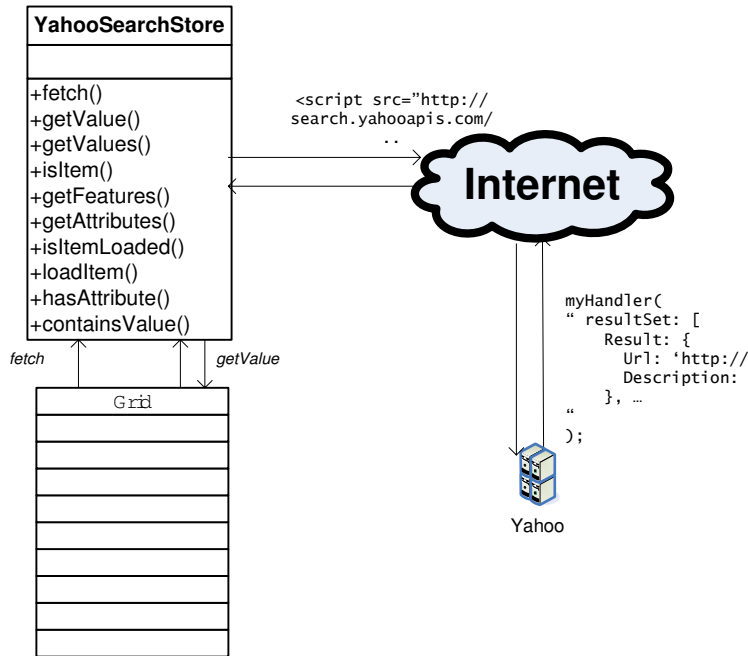 YahooSearchStore
+fetch()
+getValue()
+getValues()
+isItem()
+getFeatures()
+getAttributes()
+isItemLoaded()
+loadItem()
+hasAttribute()
+containsValue()
<script src=”http://
search.yahooapis.com/
..
Internet
myHandler(
“ resultSet: [
Result: {
Url: ‘http://
Description:
}, …
“
);
fetch
getValue
Grid
Yahoo